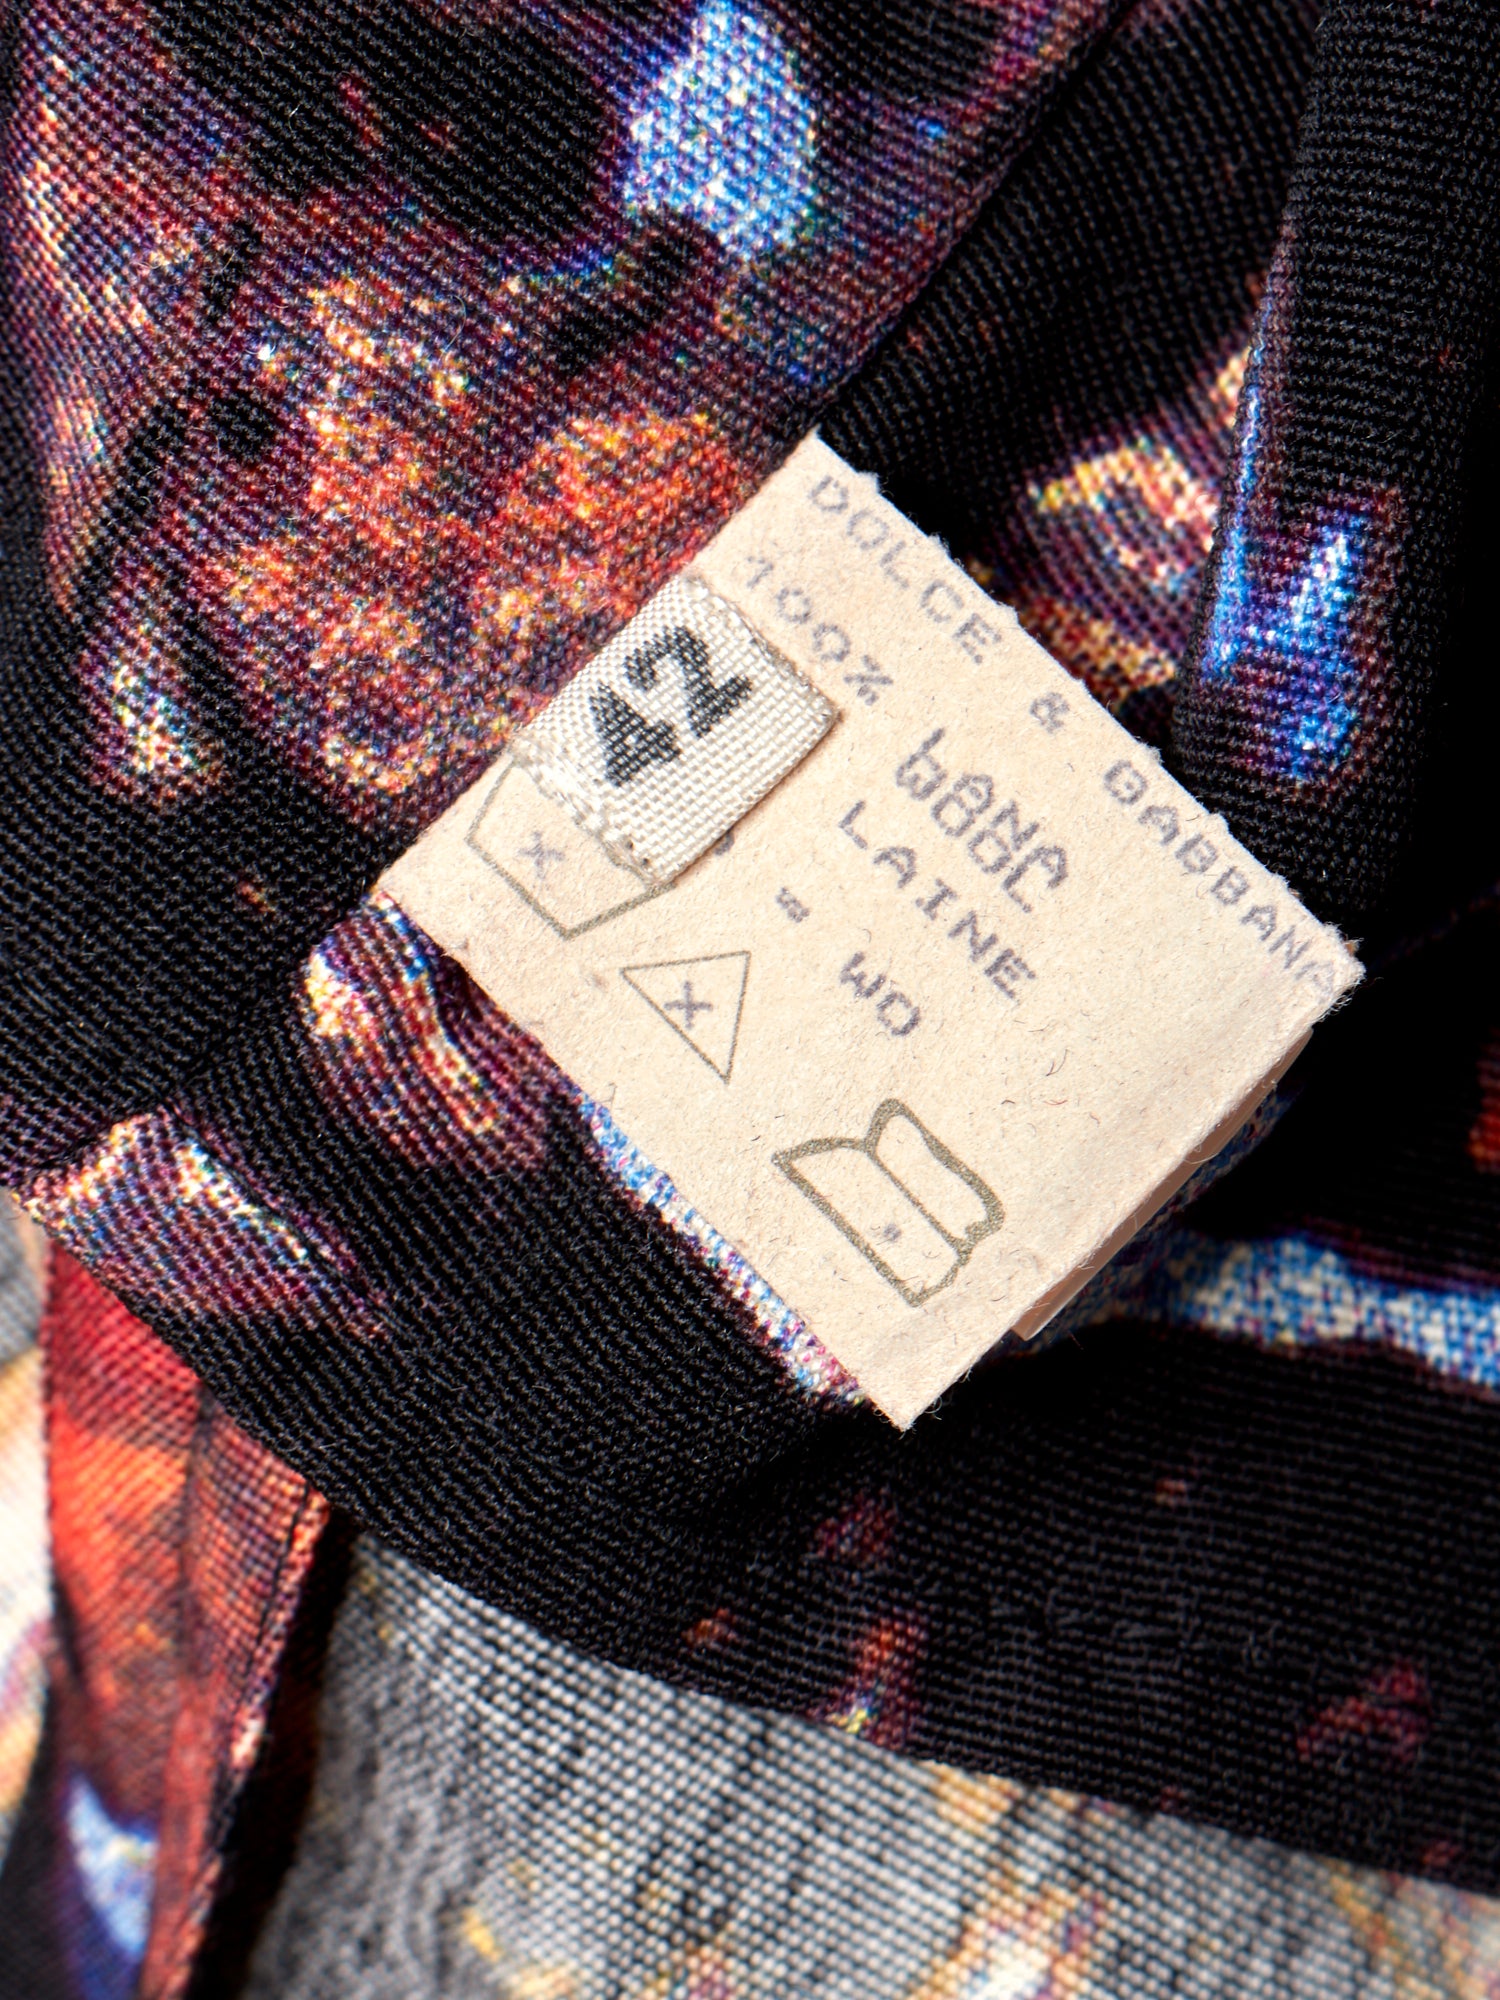 DOLCE & GABBANA
100%
LANA
WOOL
LAINE
" WO
42